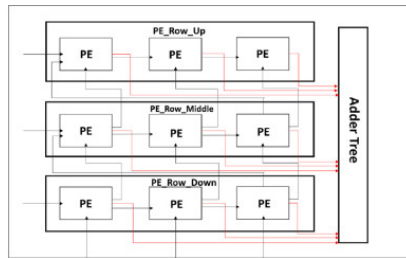 PE_Row_Up
PE PE PE
PE_Row_Middle
PE PE PE
PE_Row_Down
PE PE PE
Adder Tree